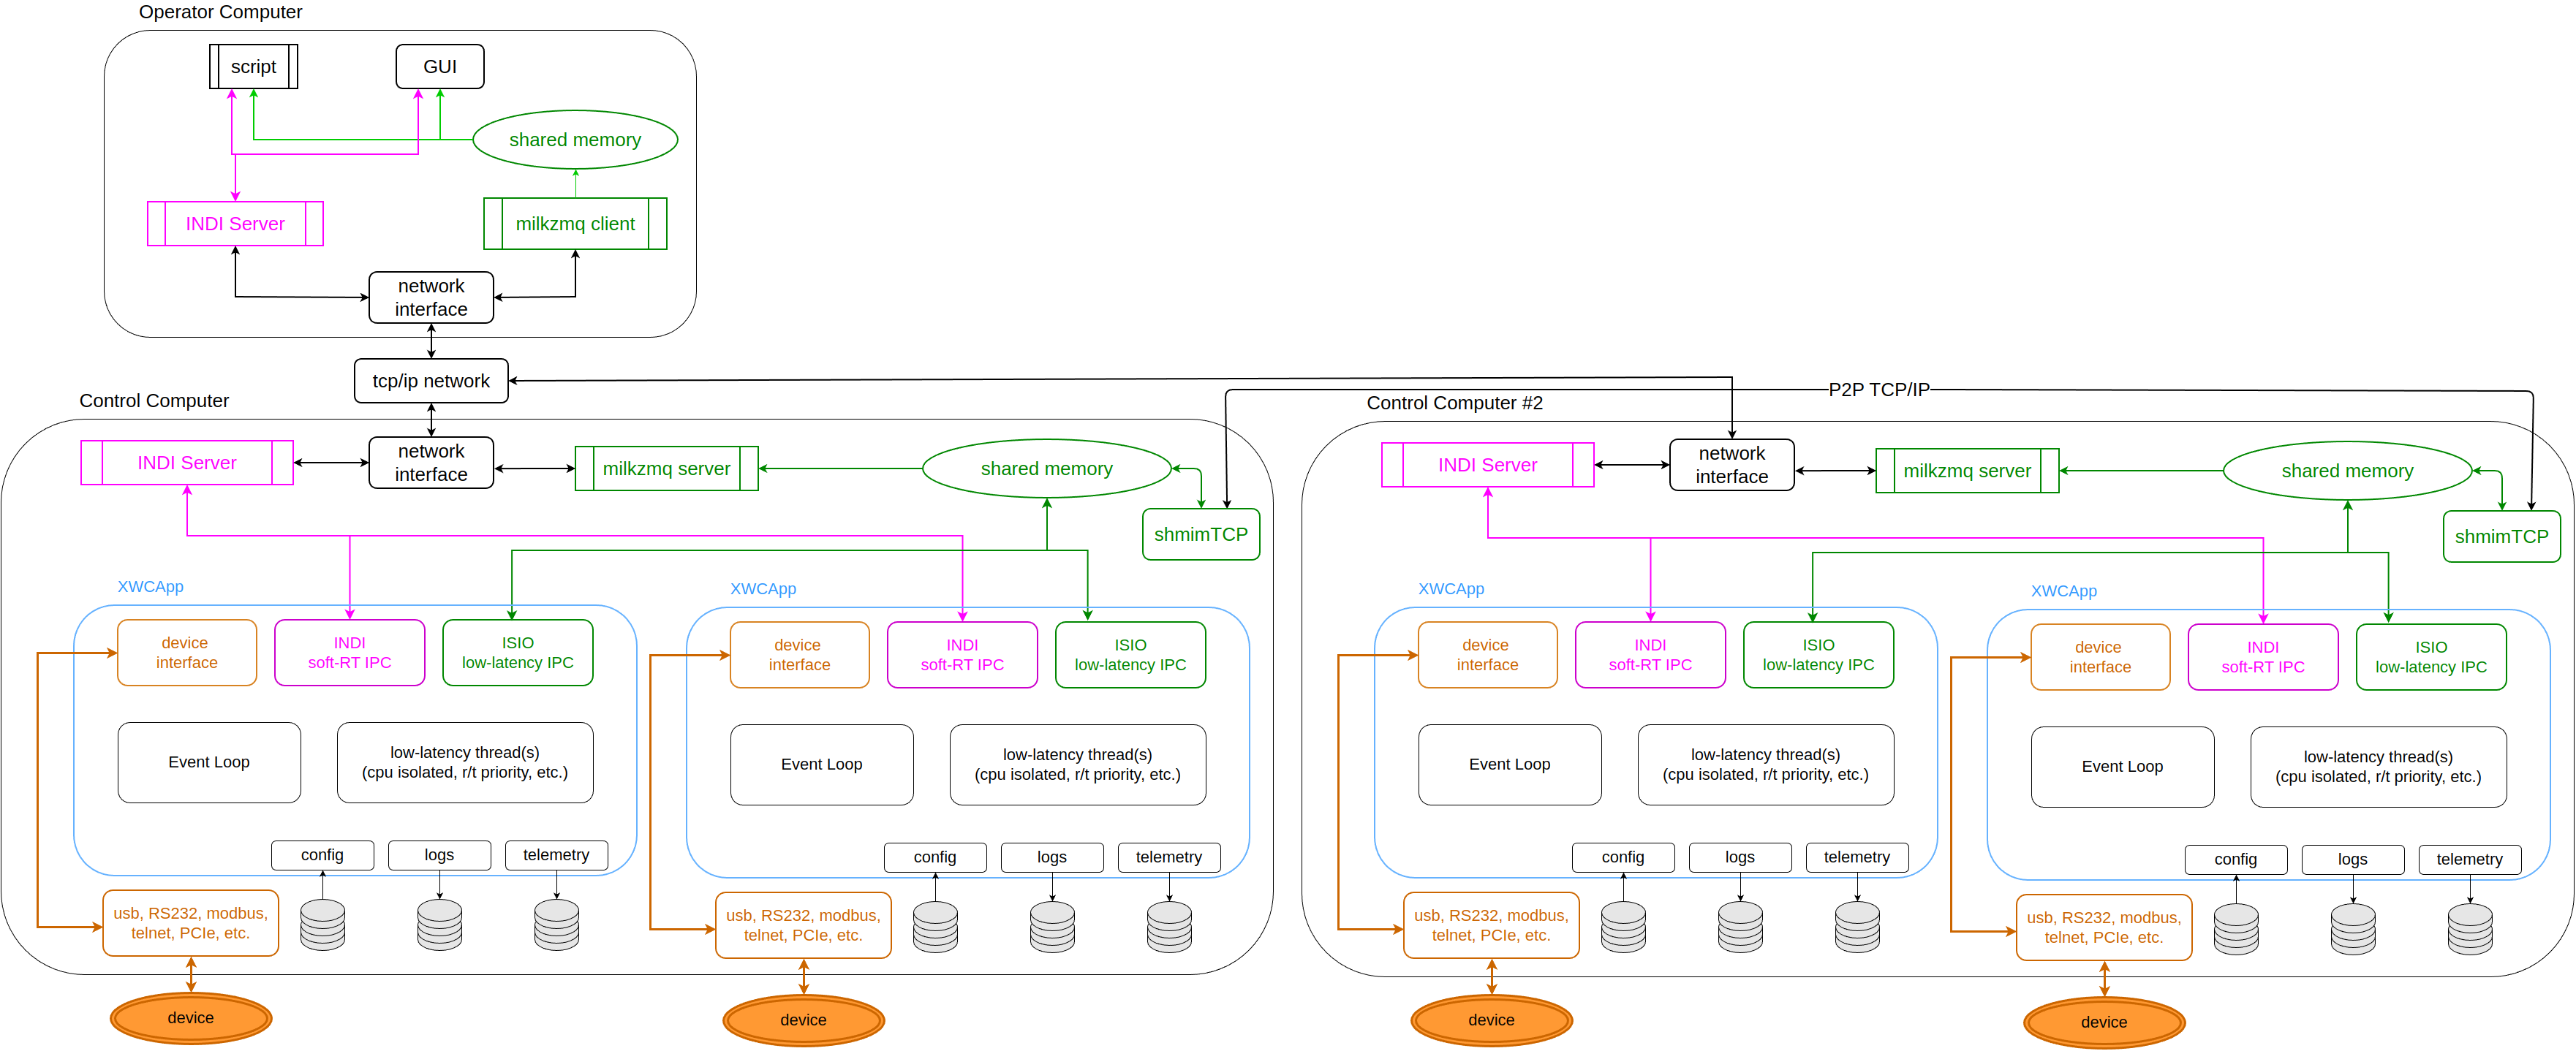 Operator Computer
script
GUI
shared memory
INDI Server
milkzmq client
network
interface
tcp/ip network
P2P TCP/IP
Control Computer
INDI Server
network
interface
milkzmq server
shared memory
shmimTCP
XWCApp
device
interface
INDI
soft-RT IPC
ISIO
low-latency IPC
Event Loop
low-latency thread(s)
(cpu isolated, r/t priority, etc.)
config
logs
telemetry
usb, RS232, modbus,
telnet, PCIe, etc.
device
XWCApp
device
interface
INDI
soft-RT IPC
ISIO
low-latency IPC
Event Loop
low-latency thread(s)
(cpu isolated, r/t priority, etc.)
config
logs
telemetry
usb, RS232, modbus,
telnet, PCIe, etc.
device
Control Computer #2
INDI Server
network
interface
milkzmq server
shared memory
shmimTCP
XWCApp
device
interface
INDI
soft-RT IPC
ISIO
low-latency IPC
Event Loop
low-latency thread(s)
(cpu isolated, r/t priority, etc.)
config
logs
telemetry
usb, RS232, modbus,
telnet, PCIe, etc.
device
XWCApp
device
interface
INDI
soft-RT IPC
ISIO
low-latency IPC
Event Loop
low-latency thread(s)
(cpu isolated, r/t priority, etc.)
config
logs
telemetry
usb, RS232, modbus,
telnet, PCIe, etc.
device